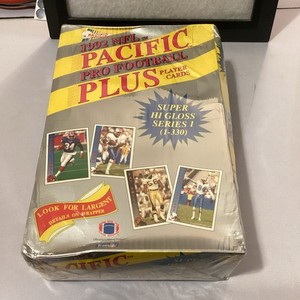 1992 NFL
PACIFIC
PRO FOOTBALL
PLUS
PLAYER
CARDS
SUPER
HI GLOSS
SERIES I
(1-330)
LOOK FOR LARGENT
DETAILS ON WRAPPER
PACIFIC